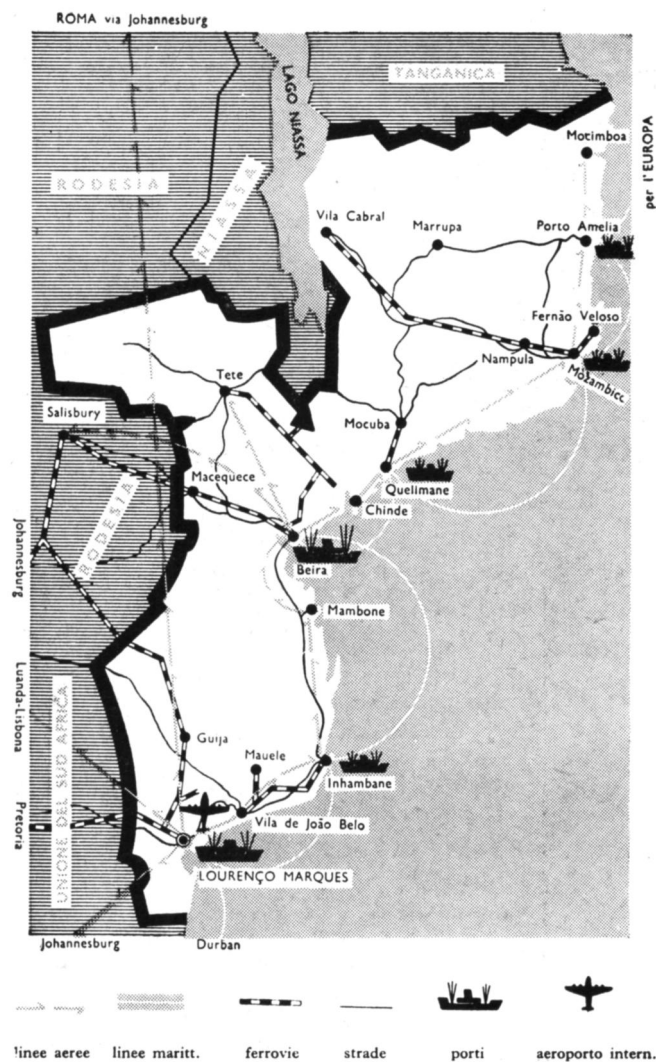 ROMA via Johannesburg
TANGANICA
LAGO NIASSA
Motimboa
per l'EUROPA
RODESIA
NIASSA
Vila Cabral
Marrupa
Porto Amelia
Fernão Veloso
Nampula
Mozambico
Tete
Salisbury
Mocuba
Macequece
Quelimane
Chinde
RODESIA
Beira
Johannesburg
Mambone
Luanda-Lisbona
UNIONE DEL SUD AFRICA
Guija
Mauele
Inhambane
Pretoria
Vila de João Belo
LOURENÇO MARQUES
Johannesburg
Durban
linee aeree
linee maritt.
ferrovie
strade
porti
aeroporto intern.